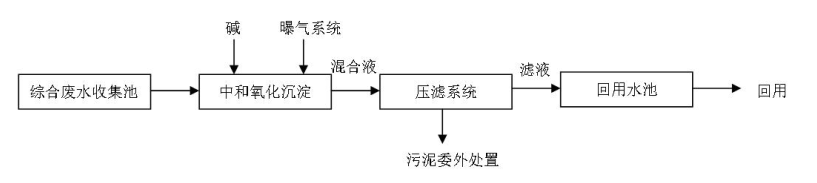 碱
曝气系统
混合液
滤液
综合废水收集池
中和氧化沉淀
压滤系统
回用水池
回用
污泥委外处置